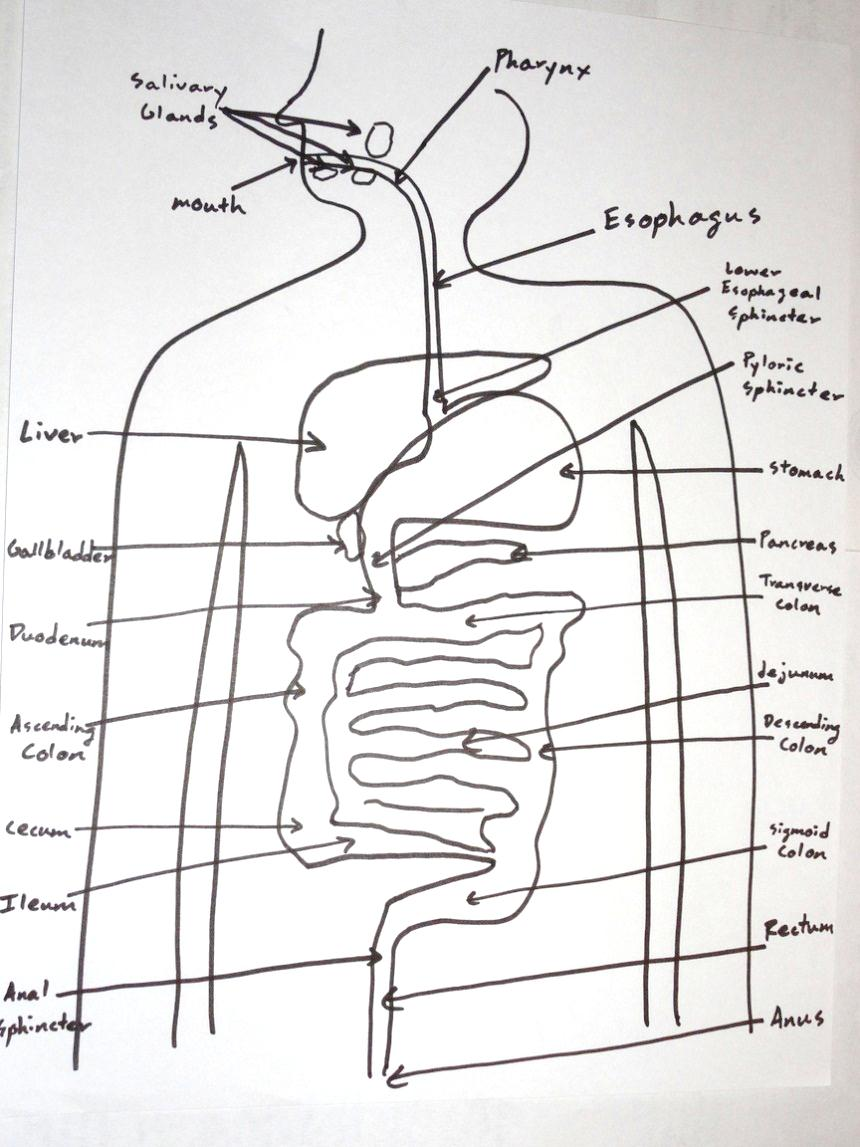 Pharynx
Salivary
Glands
mouth
Esophagus
Lower
Esophageal
Sphincter
Pyloric
Sphincter
Liver
Stomach
Gallbladder
Pancreas
Transverse
Colon
Duodenum
Jejunum
Ascending
Colon
Descending
Colon
Cecum
Sigmoid
Colon
Ileum
Rectum
Anal
Sphincter
Anus